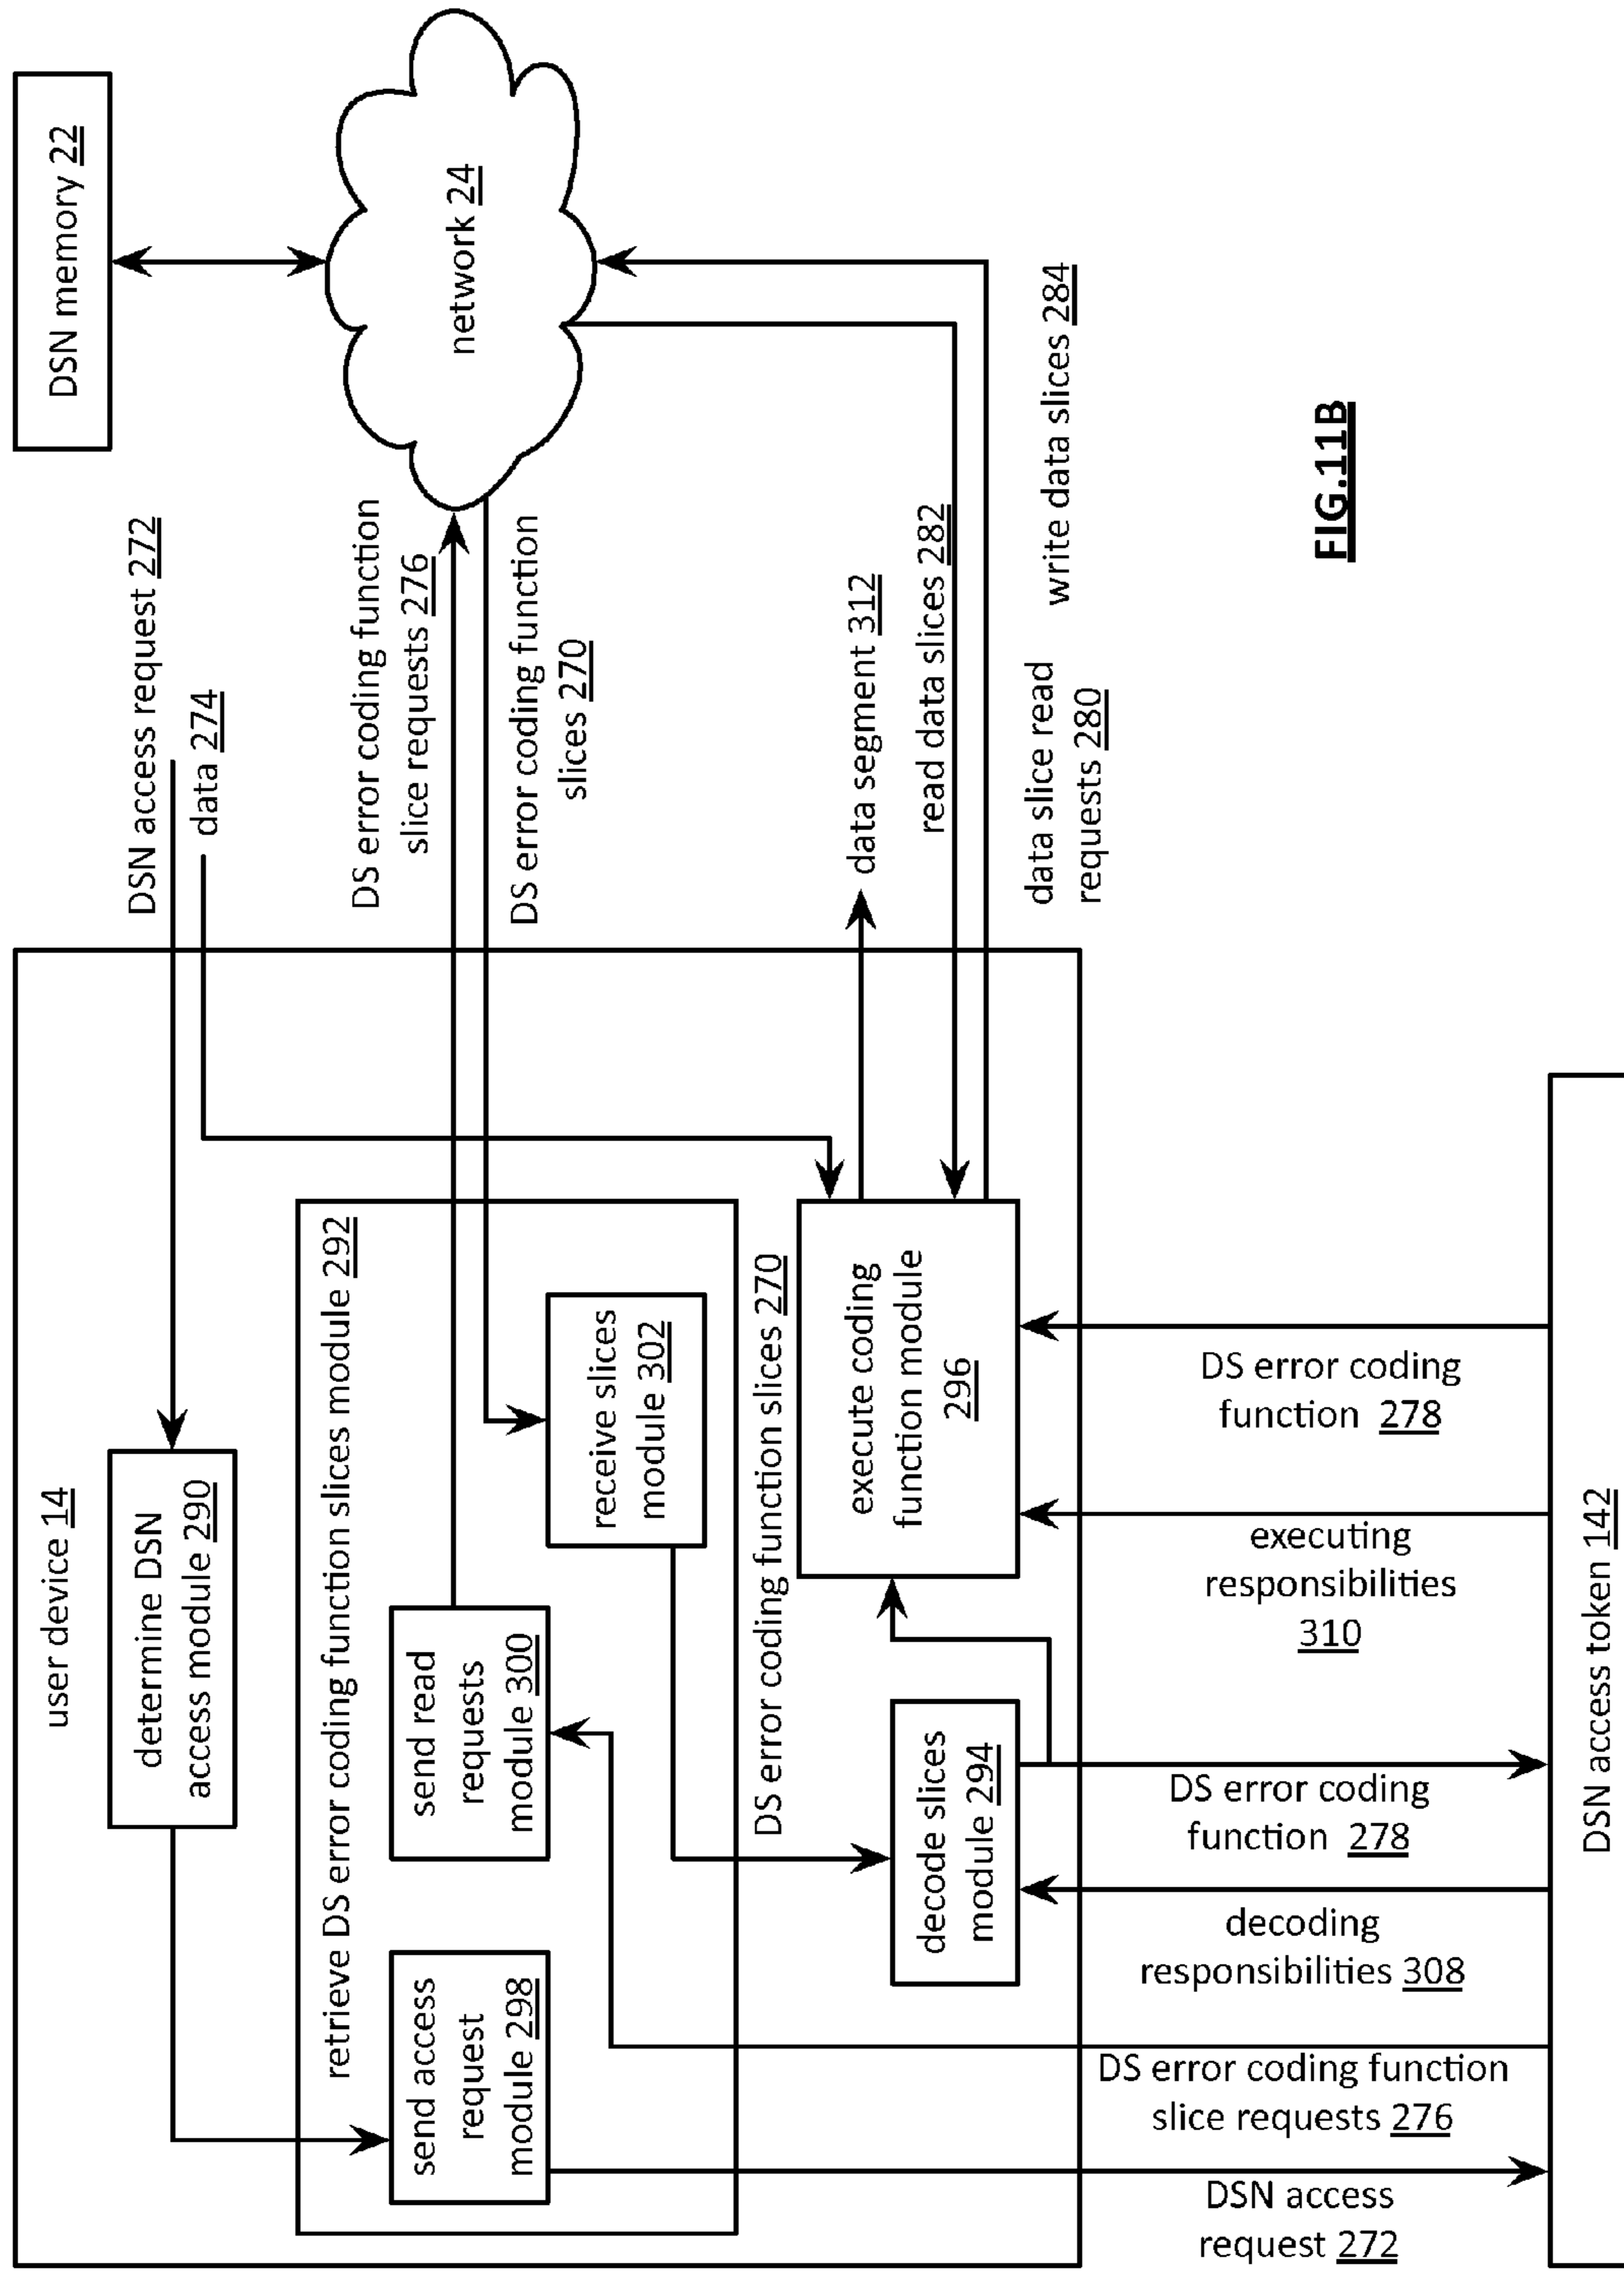 user device 14
determine DSN
access module 290
retrieve DS error coding function slices module 292
send access
request
module 298
send read
requests
module 300
receive slices
module 302
DS error coding function slices 270
decode slices
module 294
execute coding
function module
296
DSN access request 272
data 274
DS error coding function
slice requests 276
DS error coding function
slices 270
data segment 312
read data slices 282
data slice read
requests 280
write data slices 284
DSN memory 22
network 24
DSN access
request 272
DS error coding function
slice requests 276
decoding
responsibilities 308
DS error coding
function 278
executing
responsibilities
310
DS error coding
function 278
DSN access token 142
FIG.11B